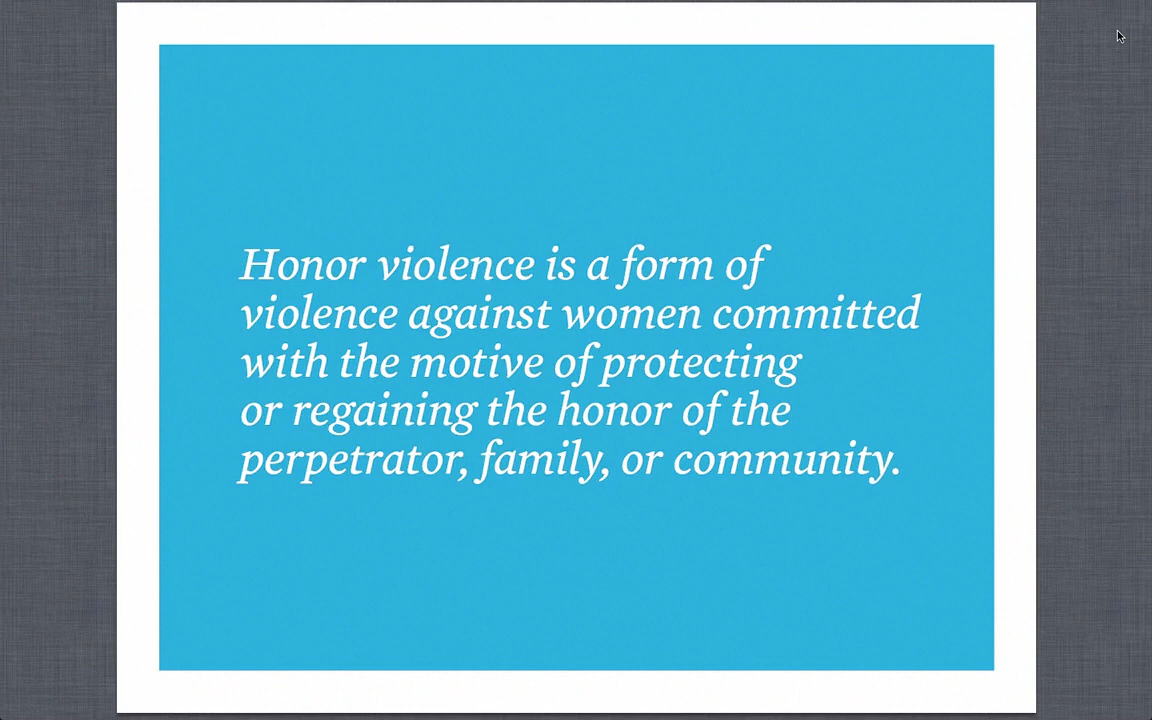 Honor violence is a form of
violence against women committed
with the motive of protecting
or regaining the honor of the
perpetrator, family, or community.